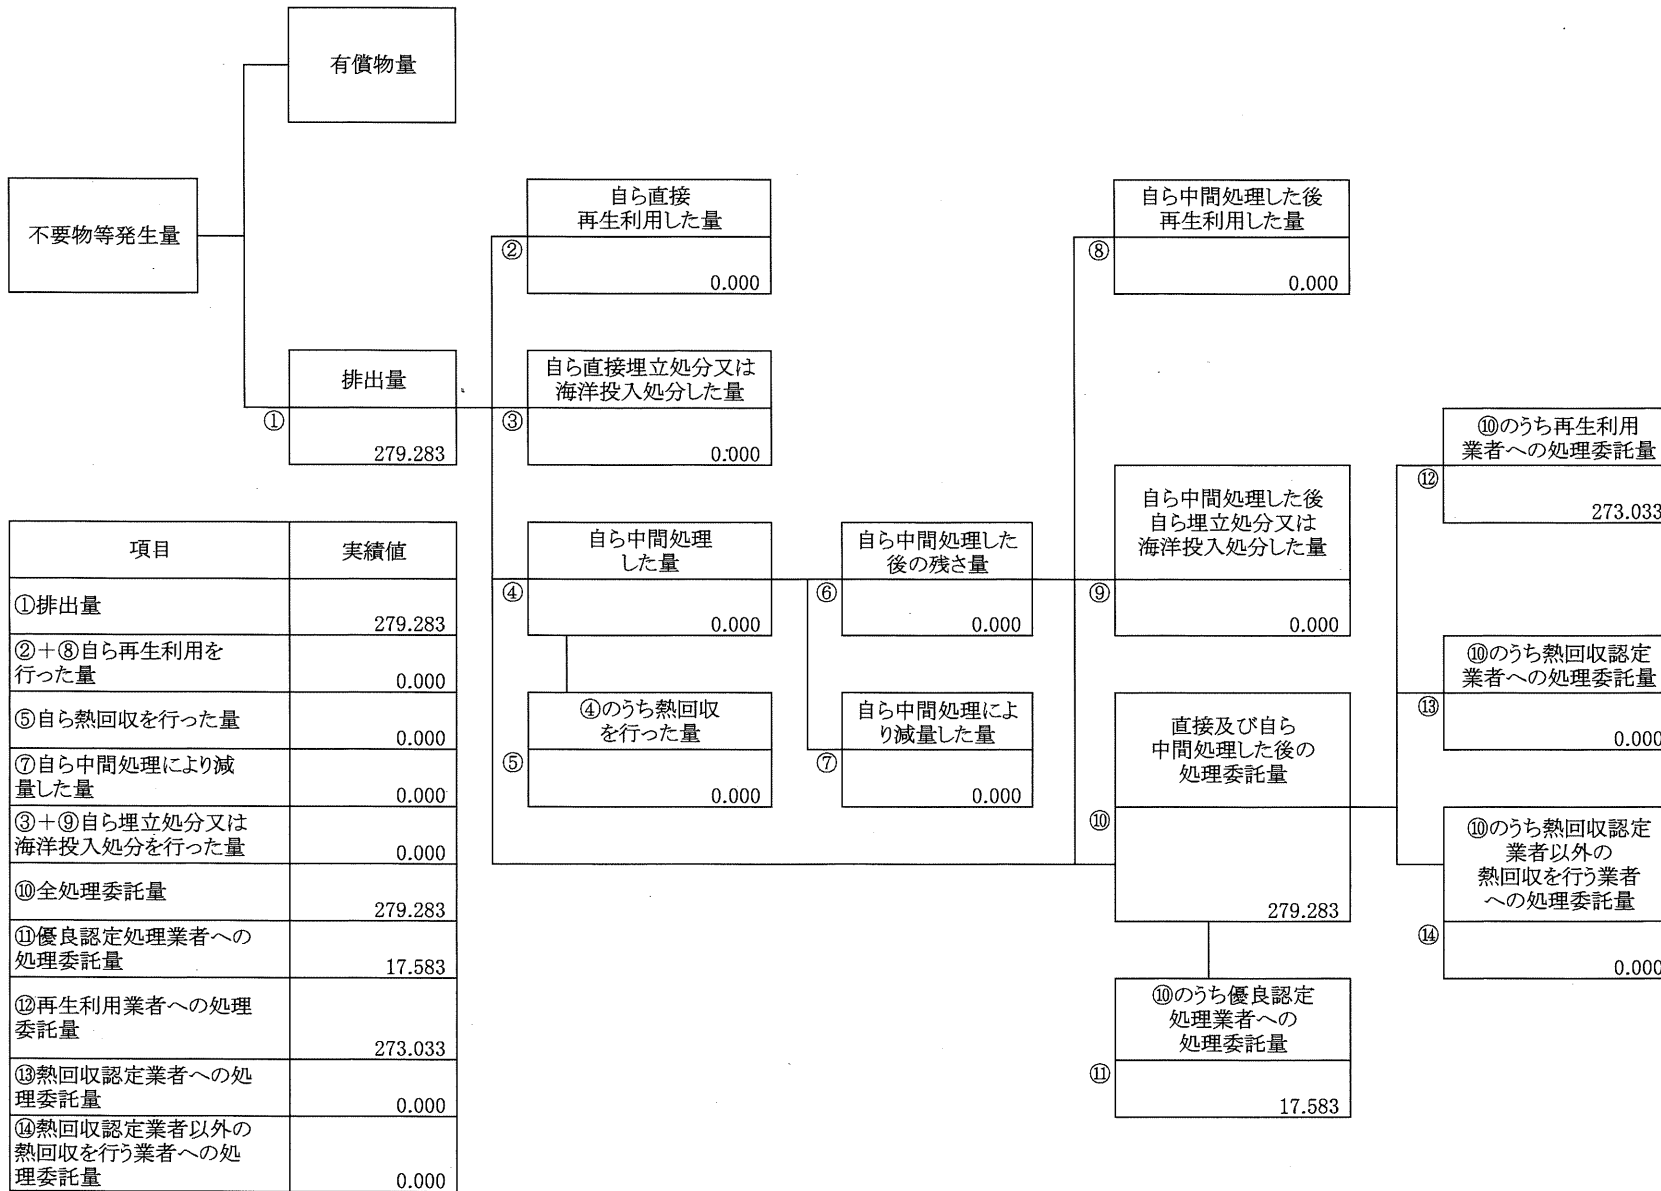 有償物量
不要物等発生量
自ら直接
再生利用した量
②
0.000
自ら中間処理した後
再生利用した量
⑧
0.000
排出量
①
279.283
自ら直接埋立処分又は
海洋投入処分した量
③
0.000
⑩のうち再生利用
業者への処理委託量
⑫
273.033
自ら中間処理
した量
④
0.000
自ら中間処理した
後の残さ量
⑥
0.000
自ら中間処理した後
自ら埋立処分又は
海洋投入処分した量
⑨
0.000
⑩のうち熱回収認定
業者への処理委託量
⑬
0.000
④のうち熱回収
を行った量
⑤
0.000
自ら中間処理によ
り減量した量
⑦
0.000
直接及び自ら
中間処理した後の
処理委託量
⑩
279.283
⑩のうち熱回収認定
業者以外の
熱回収を行う業者
への処理委託量
⑭
0.000
⑩のうち優良認定
処理業者への
処理委託量
⑪
17.583
項目 実績値
①排出量
279.283
②+⑧自ら再生利用を
行った量
0.000
⑤自ら熱回収を行った量
0.000
⑦自ら中間処理により減
量した量
0.000
③+⑨自ら埋立処分又は
海洋投入処分を行った量
0.000
⑩全処理委託量
279.283
⑪優良認定処理業者への
処理委託量
17.583
⑫再生利用業者への処理
委託量
273.033
⑬熱回収認定業者への処
理委託量
0.000
⑭熱回収認定業者以外の
熱回収を行う業者への処
理委託量
0.000